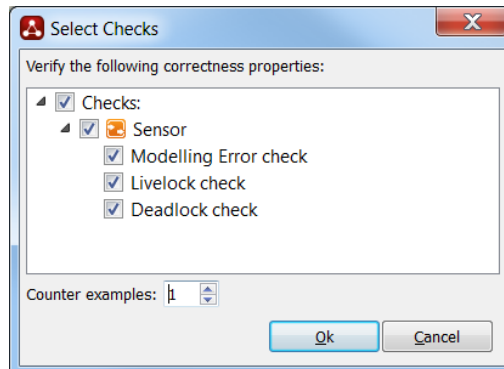 Select Checks
Verify the following correctness properties:
Checks:
Sensor
Modelling Error check
Livelock check
Deadlock check
Counter examples: 1
Ok Cancel